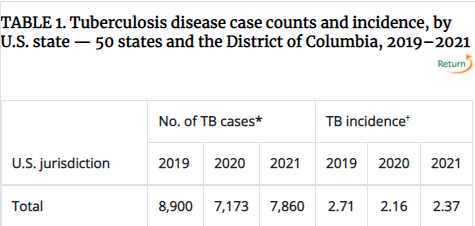 TABLE 1. Tuberculosis disease case counts and incidence, by
U.S. state — 50 states and the District of Columbia, 2019–2021
Return
No. of TB cases* TB incidence†
U.S. jurisdiction 2019 2020 2021 2019 2020 2021
Total 8,900 7,173 7,860 2.71 2.16 2.37